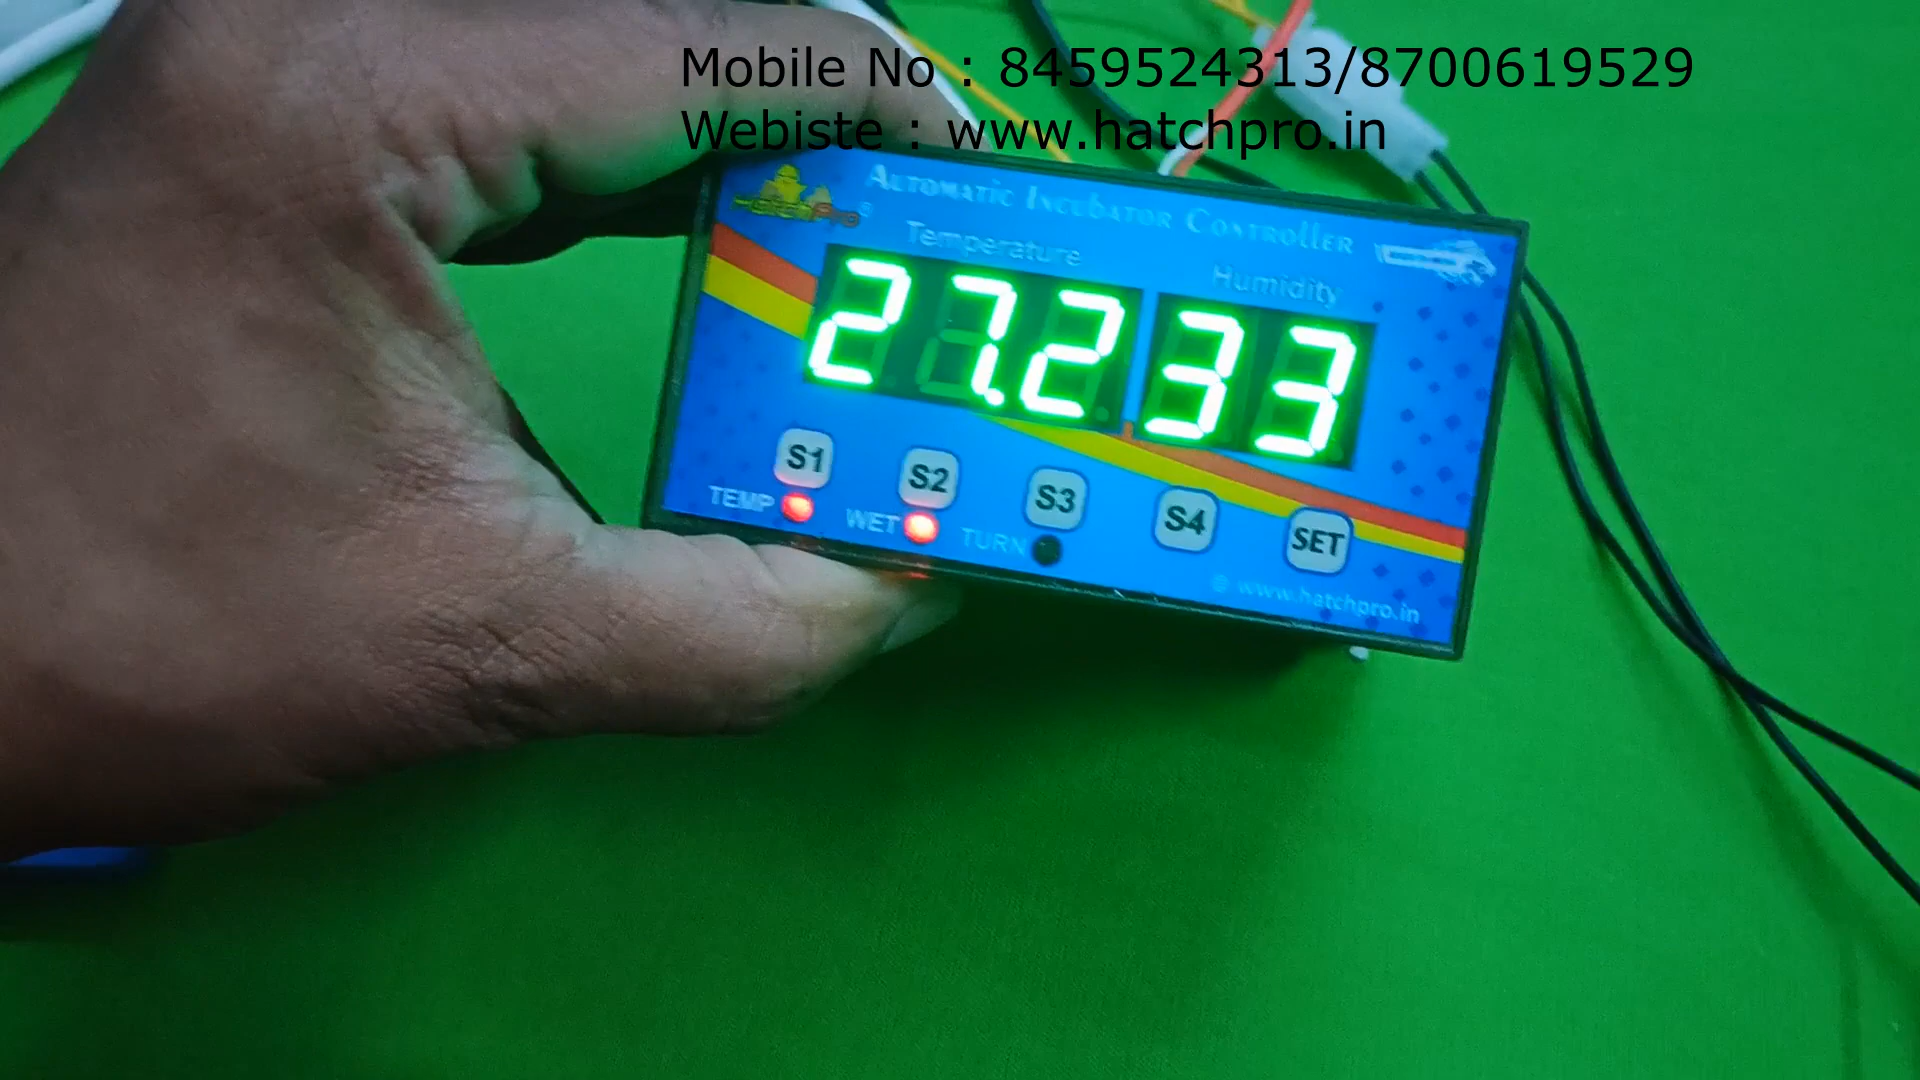 Mobile No : 8459524313/8700619529
Webiste : www.hatchpro.in
HatchPro®
Automatic Incubator Controller
Temperature
Humidity
27.2 33
S1 S2 S3 S4 SET
TEMP WET TURN
® www.hatchpro.in